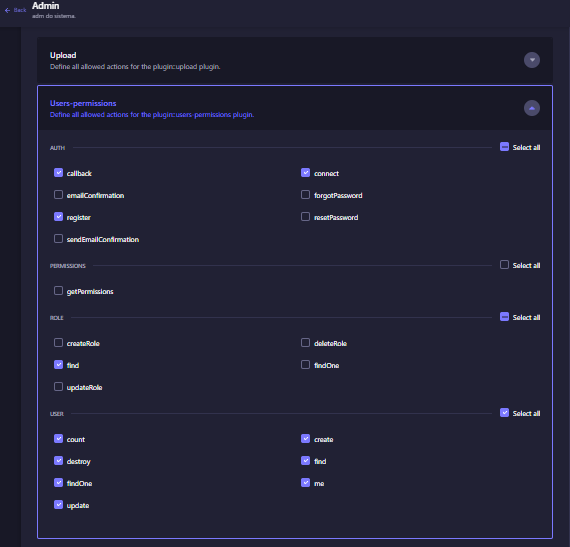 Back
Admin
adm do sistema.
Upload
Define all allowed actions for the plugin::upload plugin.
Users-permissions
Define all allowed actions for the plugin::users-permissions plugin.
AUTH Select all
callback connect
emailConfirmation forgotPassword
register resetPassword
sendEmailConfirmation
PERMISSIONS Select all
getPermissions
ROLE Select all
createRole deleteRole
find findOne
updateRole
USER Select all
count create
destroy find
findOne me
update